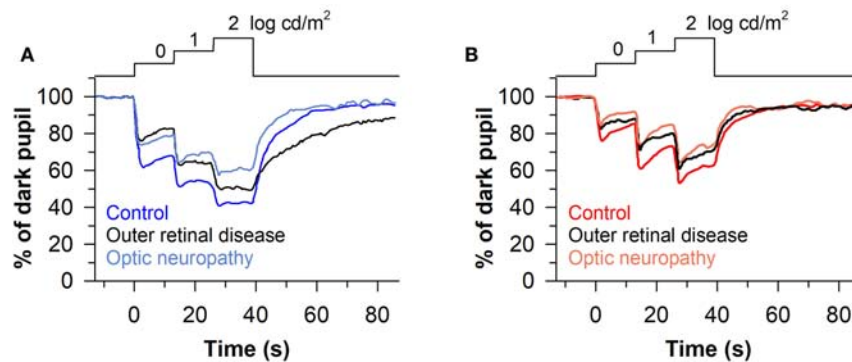 2 log cd/m²
1
0
A
100
80
60
40
20
0
% of dark pupil
Control
Outer retinal disease
Optic neuropathy
0 20 40 60 80
Time (s)
2 log cd/m²
1
0
B
100
80
60
40
20
0
% of dark pupil
Control
Outer retinal disease
Optic neuropathy
0 20 40 60 80
Time (s)